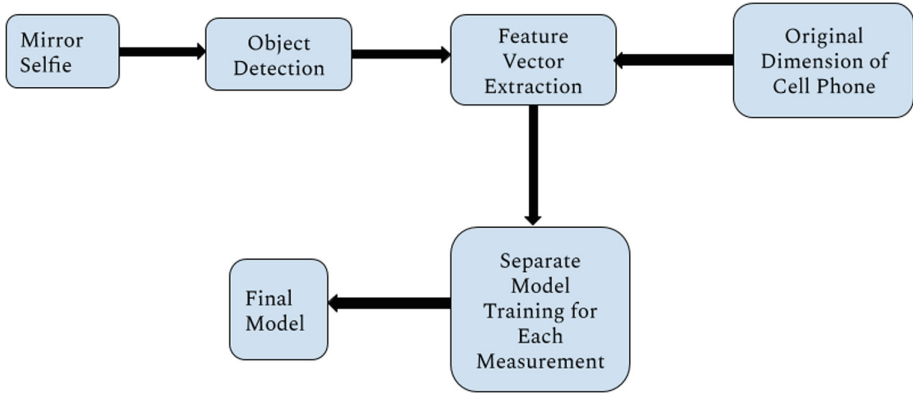 Mirror
Selfie
Object
Detection
Feature
Vector
Extraction
Original
Dimension of
Cell Phone
Separate
Model
Training for
Each
Measurement
Final
Model